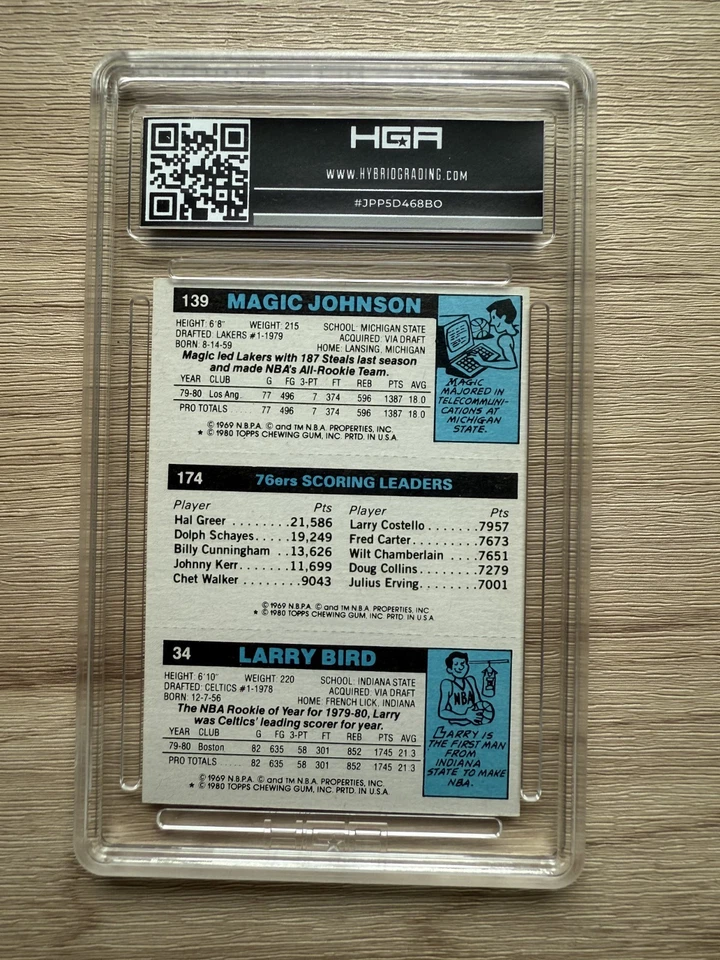 HGA
WWW.HYBRIDGRADING.COM
#JPP5D468BO
139 MAGIC JOHNSON
HEIGHT: 6'8" WEIGHT: 215 SCHOOL: MICHIGAN STATE
DRAFTED: LAKERS #1-1979 ACQUIRED: VIA DRAFT
BORN: 8-14-59 HOME: LANSING, MICHIGAN
Magic led Lakers with 187 Steals last season
and made NBA's All-Rookie Team.
YEAR CLUB G FG 3-PT FT REB PTS AVG
79-80 Los Ang. 77 496 7 374 596 1387 18.0
PRO TOTALS 77 496 7 374 596 1387 18.0
© 1969 N.B.P.A. © and TM N.B.A. PROPERTIES, INC.
★ © 1980 TOPPS CHEWING GUM, INC. PRTD. IN U.S.A.
MAGIC
MAJORED IN
TELECOMMUNI-
CATIONS AT
MICHIGAN
STATE.
174 76ers SCORING LEADERS
Player Pts Player Pts
Hal Greer ........21,586 Larry Costello .......7957
Dolph Schayes.....19,249 Fred Carter........7673
Billy Cunningham ..13,626 Wilt Chamberlain .....7651
Johnny Kerr.......11,699 Doug Collins........7279
Chet Walker ........9043 Julius Erving........7001
© 1969 N.B.P.A. © and TM N.B.A. PROPERTIES, INC.
★ © 1980 TOPPS CHEWING GUM, INC. PRTD. IN U.S.A.
34 LARRY BIRD
HEIGHT: 6'10" WEIGHT: 220 SCHOOL: INDIANA STATE
DRAFTED: CELTICS #1-1978 ACQUIRED: VIA DRAFT
BORN: 12-7-56 HOME: FRENCH LICK, INDIANA
The NBA Rookie of Year for 1979-80, Larry
was Celtics' leading scorer for year.
YEAR CLUB G FG 3-PT FT REB PTS AVG
79-80 Boston 82 635 58 301 852 1745 21.3
PRO TOTALS 82 635 58 301 852 1745 21.3
© 1969 N.B.P.A. © and TM N.B.A. PROPERTIES, INC.
★ © 1980 TOPPS CHEWING GUM, INC. PRTD. IN U.S.A.
NBA
LARRY IS
THE FIRST MAN
FROM
INDIANA
STATE TO MAKE
NBA.
HGA